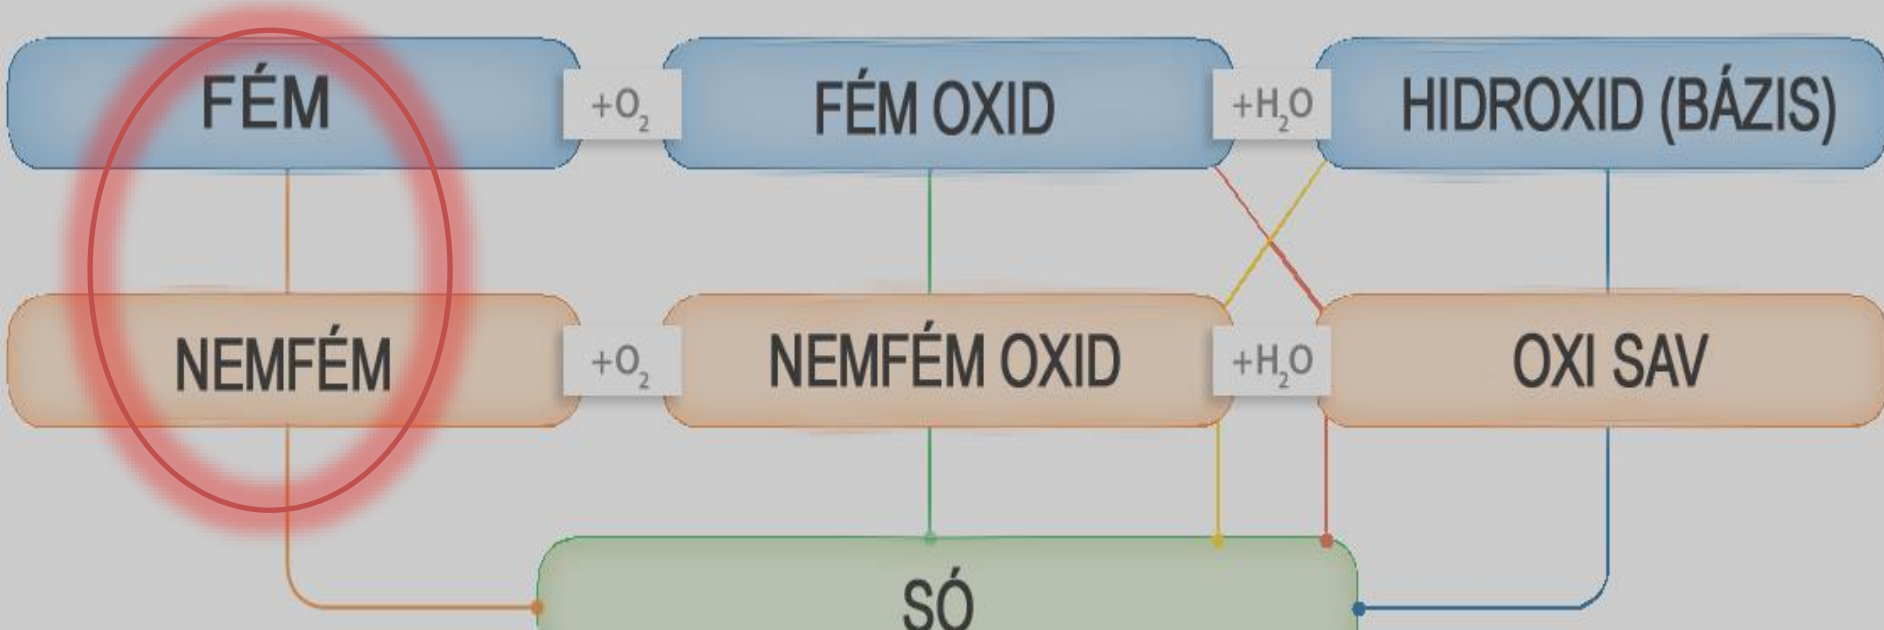 FÉM
+O₂
FÉM OXID
+H₂O
HIDROXID (BÁZIS)
NEMFÉM
+O₂
NEMFÉM OXID
+H₂O
OXI SAV
SÓ